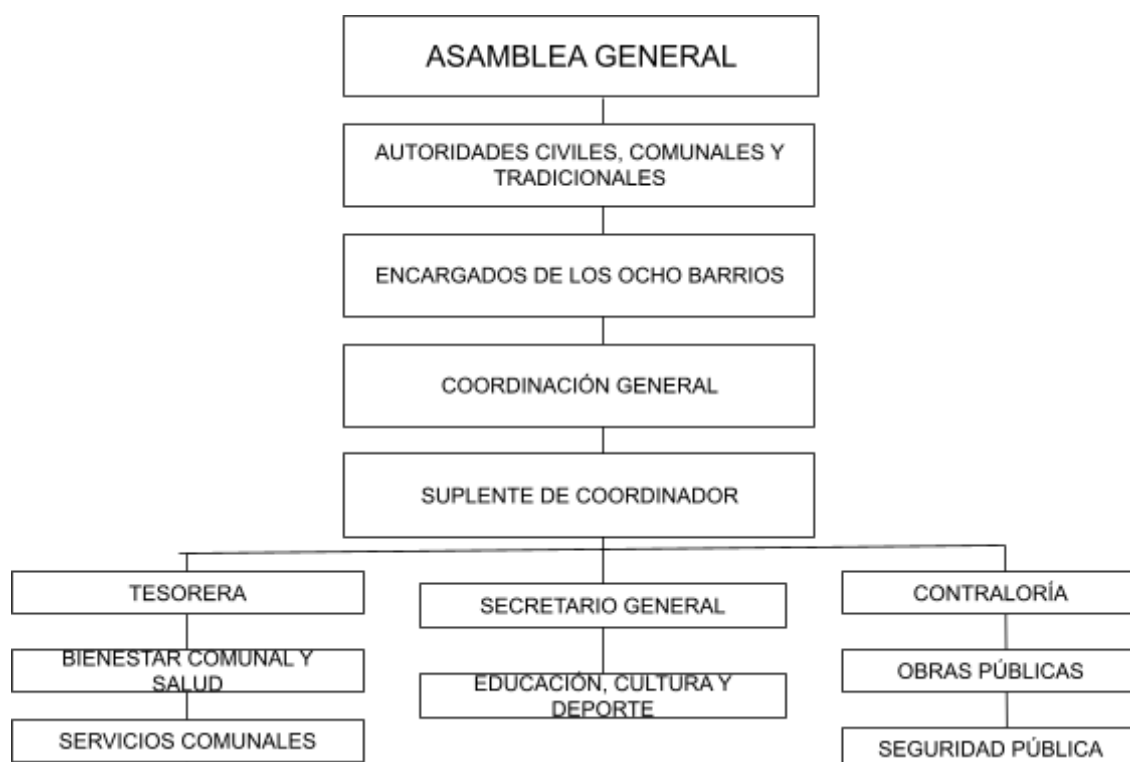 ASAMBLEA GENERAL
AUTORIDADES CIVILES, COMUNALES Y
TRADICIONALES
ENCARGADOS DE LOS OCHO BARRIOS
COORDINACIÓN GENERAL
SUPLENTE DE COORDINADOR
TESORERA
SECRETARIO GENERAL
CONTRALORÍA
BIENESTAR COMUNAL Y
SALUD
EDUCACIÓN, CULTURA Y
DEPORTE
OBRAS PÚBLICAS
SERVICIOS COMUNALES
SEGURIDAD PÚBLICA